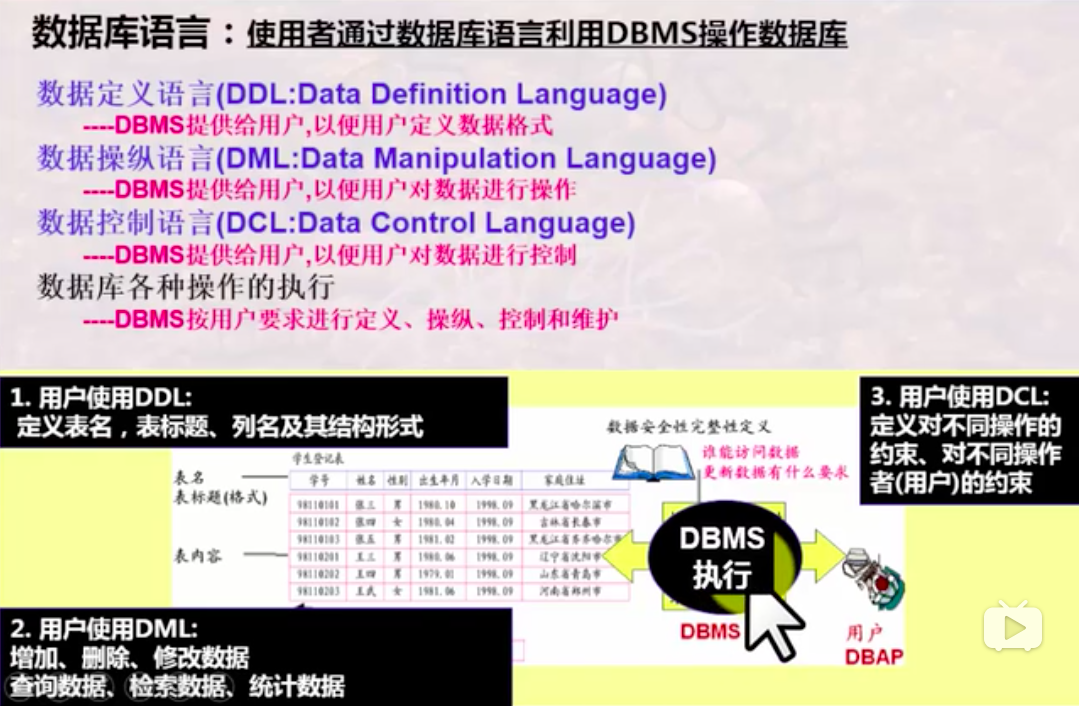 数据库语言：使用者通过数据库语言利用DBMS操作数据库
数据定义语言(DDL:Data Definition Language)
----DBMS提供给用户,以便用户定义数据格式
数据操纵语言(DML:Data Manipulation Language)
----DBMS提供给用户,以便用户对数据进行操作
数据控制语言(DCL:Data Control Language)
----DBMS提供给用户,以便用户对数据进行控制
数据库各种操作的执行
----DBMS按用户要求进行定义、操纵、控制和维护
1. 用户使用DDL:
定义表名，表标题、列名及其结构形式
3. 用户使用DCL:
定义对不同操作的
约束、对不同操作
者(用户)的约束
数据安全性完整性定义
谁能访问数据
更新数据有什么要求
学生登记表
表名
表标题(格式)
表内容
学号 姓名 性别 出生年月 入学日期 家庭住址
98110101 张三 男 1980.10 1998.09 黑龙江省哈尔滨市
98110102 张四 女 1980.04 1998.09 吉林省长春市
98110103 张五 男 1981.02 1998.09 黑龙江省齐齐哈尔市
98110201 王三 男 1980.06 1998.09 辽宁省沈阳市
98110202 王四 男 1979.01 1998.09 山东省青岛市
98110203 王武 女 1981.06 1998.09 河南省郑州市
DBMS
执行
DBMS
用户
DBAP
2. 用户使用DML:
增加、删除、修改数据
查询数据、检索数据、统计数据